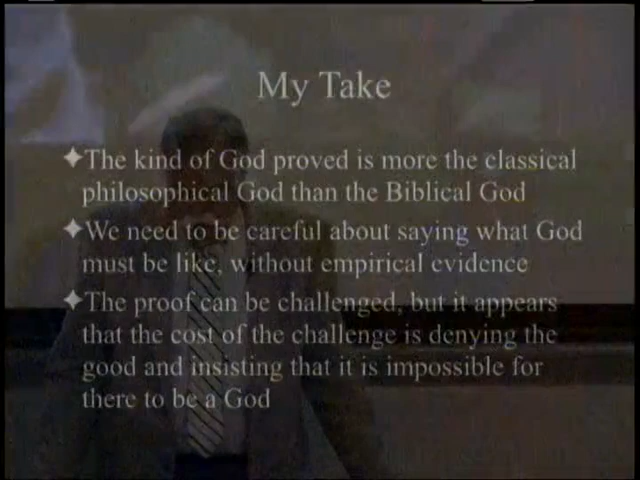 My Take
✦The kind of God proved is more the classical
philosophical God than the Biblical God
✦We need to be careful about saying what God
must be like, without empirical evidence
✦The proof can be challenged, but it appears
that the cost of the challenge is denying the
good and insisting that it is impossible for
there to be a God